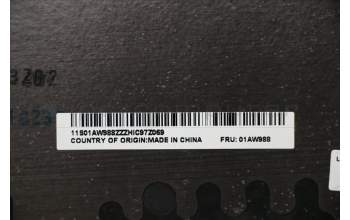 11S01AW988ZZZHIC97Z069
COUNTRY OF ORIGIN:MADE IN CHINA FRU: 01AW988